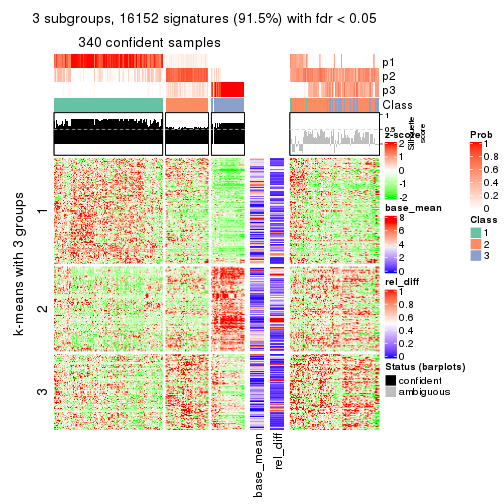 3 subgroups, 16152 signatures (91.5%) with fdr < 0.05
340 confident samples
p1
p2
p3
Class
1
0.5
0
Silhouette
score
k-means with 3 groups
1
2
3
base_mean
rel_diff
z-score
2
1
0
-1
-2
base_mean
8
6
4
2
0
rel_diff
1
0.8
0.6
0.4
0.2
0
Status (barplots)
confident
ambiguous
Prob
1
0.8
0.6
0.4
0.2
0
Class
1
2
3